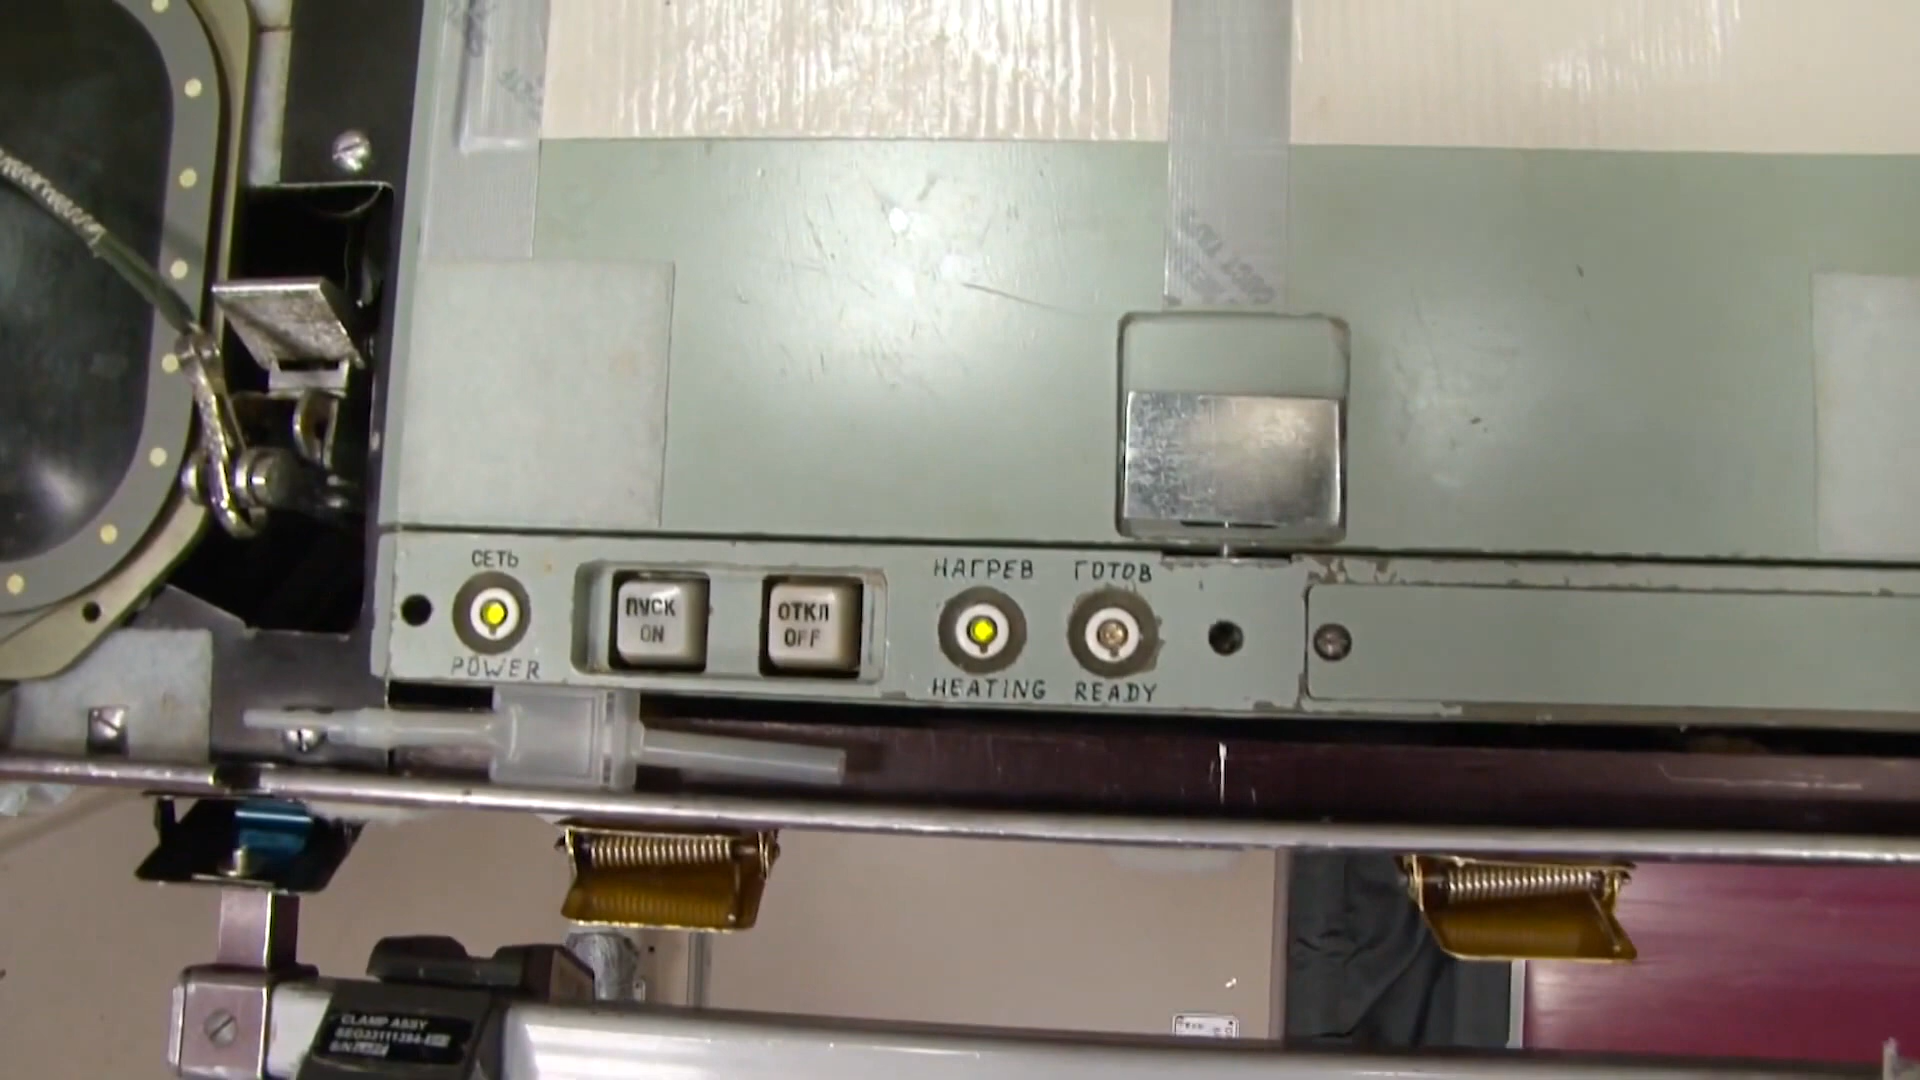 СЕТЬ
POWER
ПУСК
ON
ОТКЛ
OFF
НАГРЕВ
HEATING
ГОТОВ
READY
CLAMP ASSY